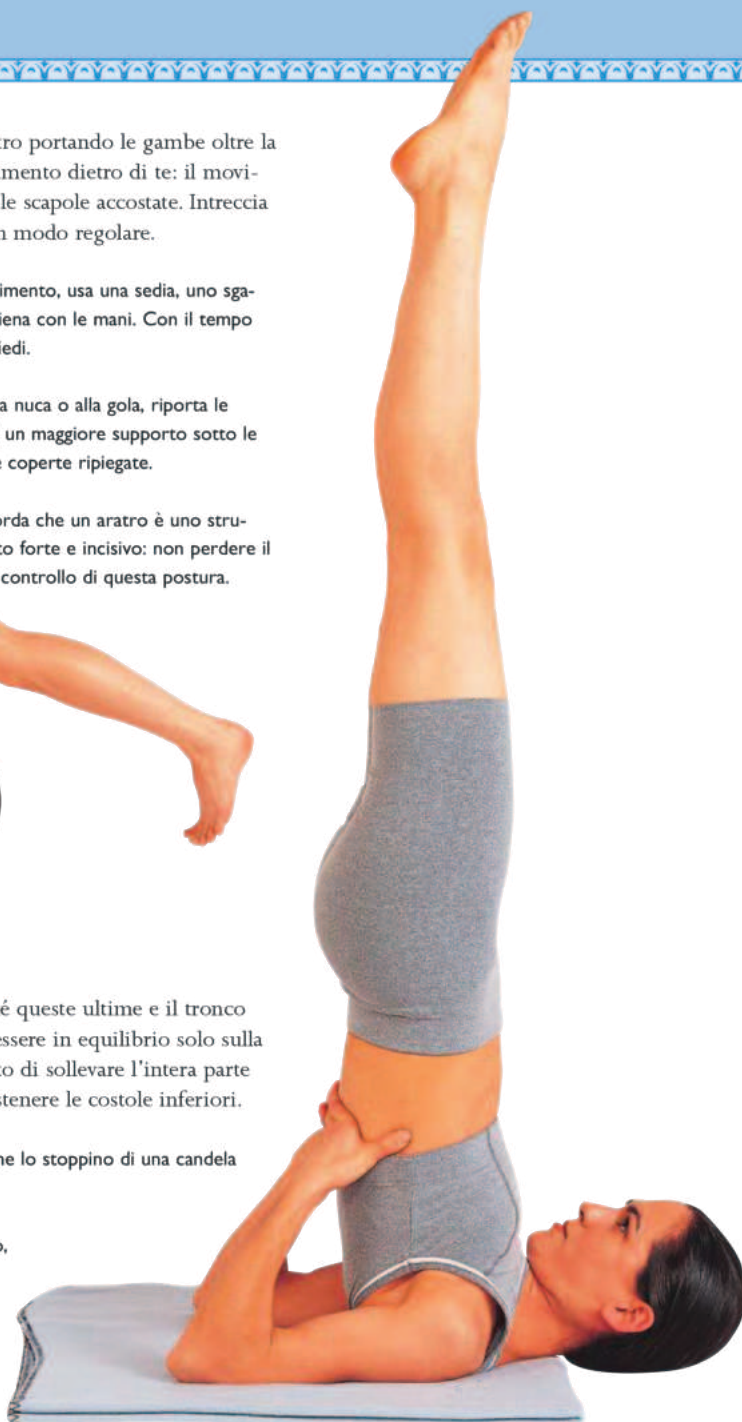 tro portando le gambe oltre la
mento dietro di te: il movi-
le scapole accostate. Intreccia
n modo regolare.
imento, usa una sedia, uno sga-
iena con le mani. Con il tempo
iedi.
a nuca o alla gola, riporta le
un maggiore supporto sotto le
e coperte ripiegate.
orda che un aratro è uno stru-
to forte e incisivo: non perdere il
controllo di questa postura.
é queste ultime e il tronco
essere in equilibrio solo sulla
to di sollevare l'intera parte
stenere le costole inferiori.
ne lo stoppino di una candela
o,